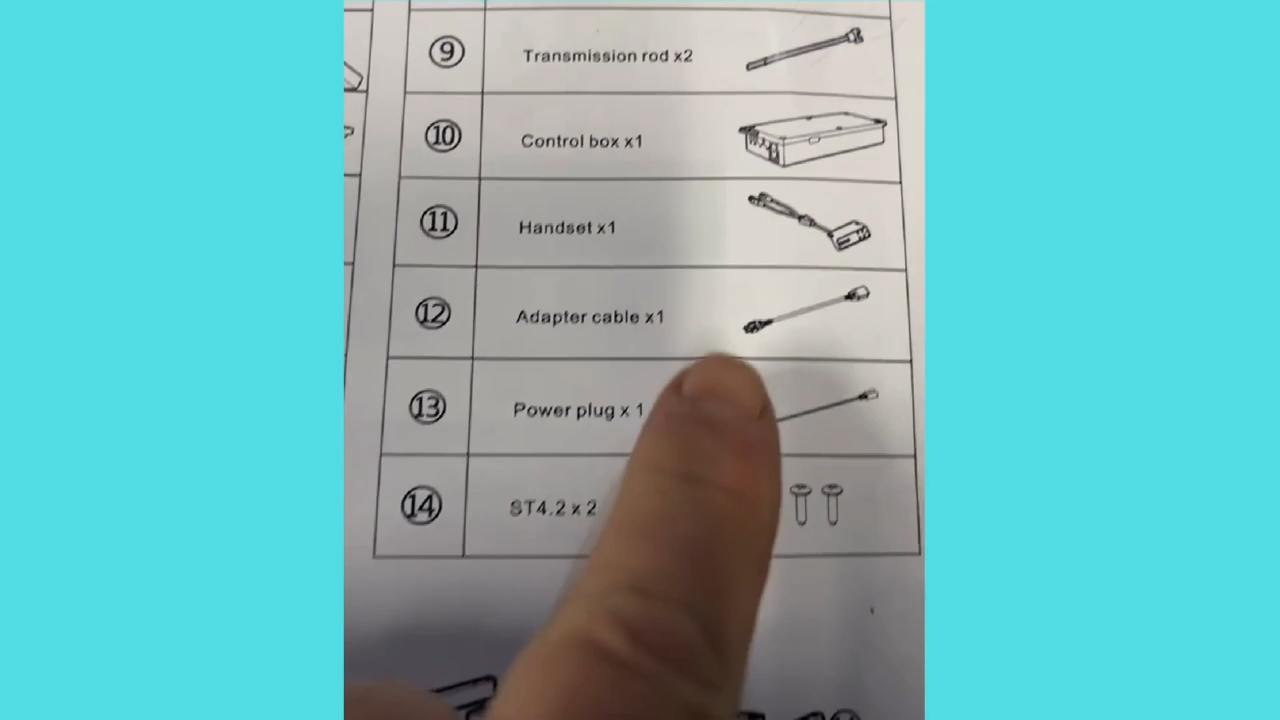 ⑨ Transmission rod x2
⑩ Control box x1
⑪ Handset x1
⑫ Adapter cable x1
⑬ Power plug x 1
⑭ ST4.2 x 2